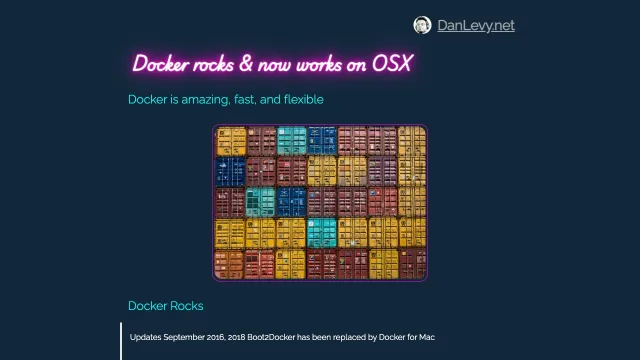 DanLevy.net
Docker rocks & now works on OSX
Docker is amazing, fast, and flexible
Docker Rocks
Updates September 2016, 2018 Boot2Docker has been replaced by Docker for Mac